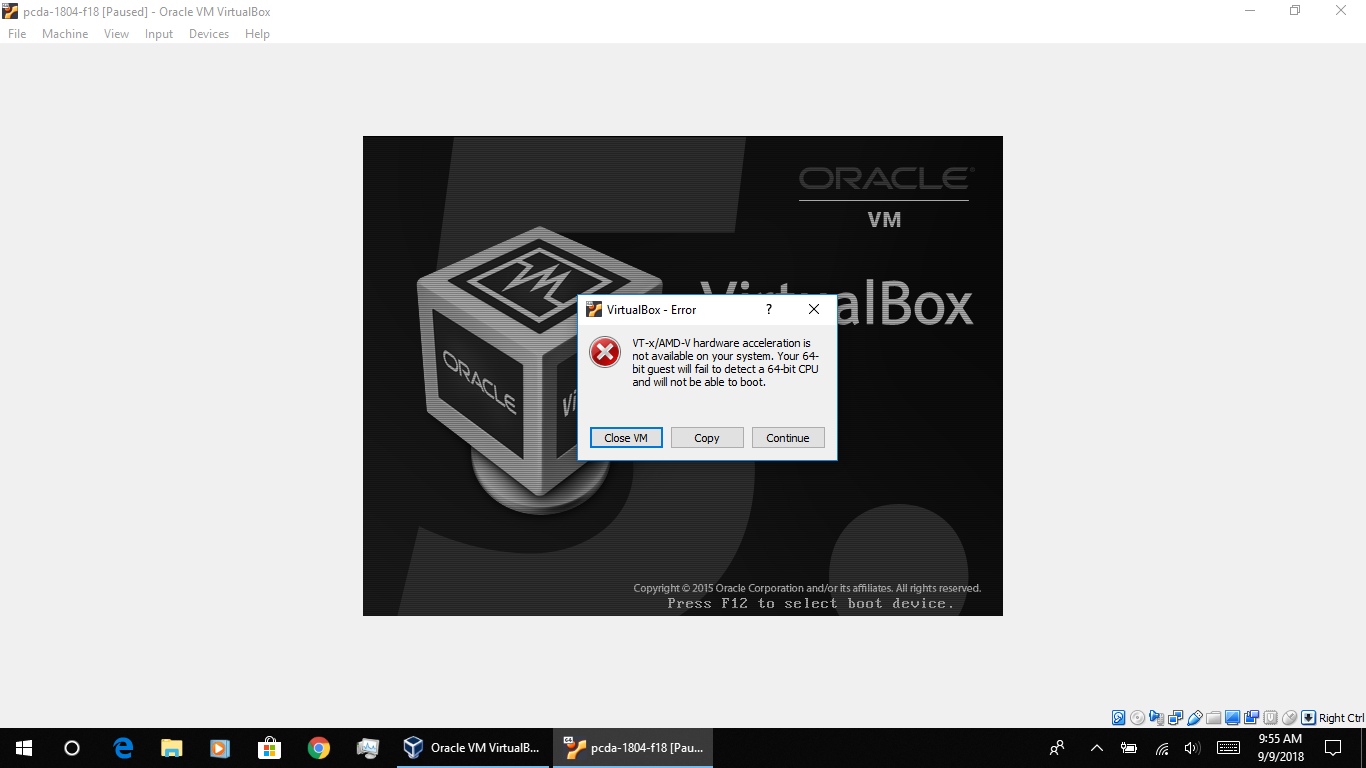 pcda-1804-f18 [Paused] - Oracle VM VirtualBox
File Machine View Input Devices Help
ORACLE®
VM
VirtualBox - Error ?
VT-x/AMD-V hardware acceleration is
not available on your system. Your 64-
bit guest will fail to detect a 64-bit CPU
and will not be able to boot.
Close VM Copy Continue
ORACLE
Copyright © 2015 Oracle Corporation and/or its affiliates. All rights reserved.
Press F12 to select boot device.
Right Ctrl
Oracle VM VirtualB...
pcda-1804-f18 [Pau...
9:55 AM
9/9/2018